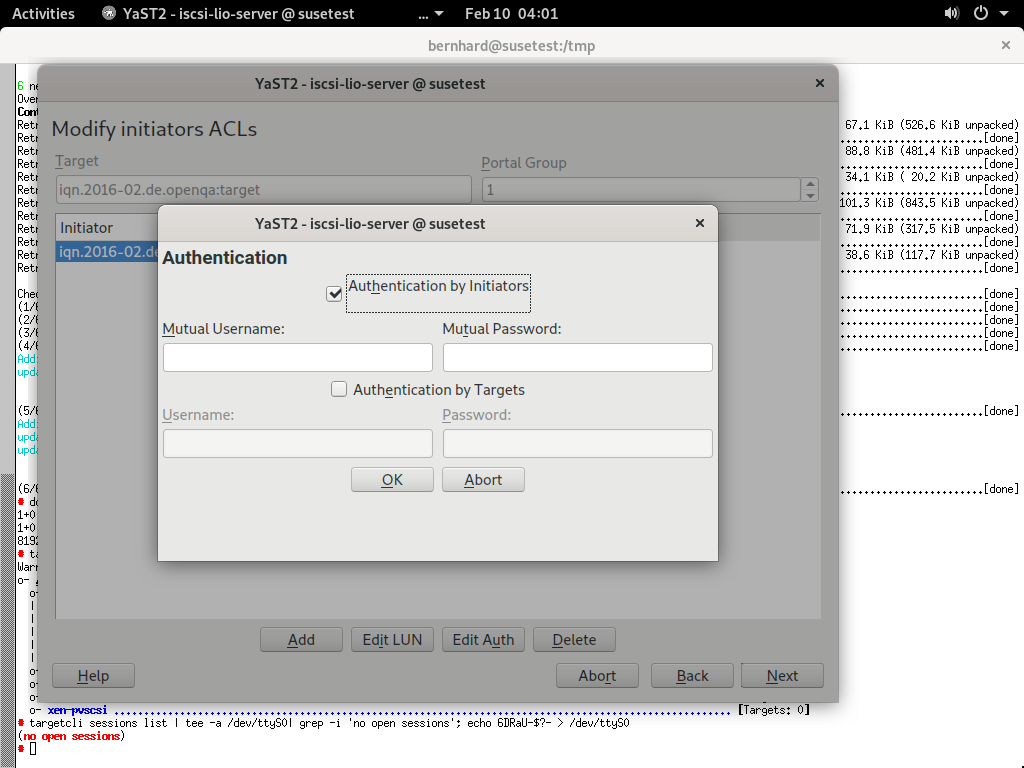 Activities YaST2 - iscsi-lio-server @ susetest ... Feb 10 04:01
bernhard@susetest:/tmp
YaST2 - iscsi-lio-server @ susetest
Modify initiators ACLs
Target Portal Group
iqn.2016-02.de.openqa:target 1
Initiator
iqn.2016-02.de
YaST2 - iscsi-lio-server @ susetest
Authentication
Authentication by Initiators
Mutual Username: Mutual Password:
Authentication by Targets
Username: Password:
OK Abort
Add Edit LUN Edit Auth Delete
Help Abort Back Next
6 ne
Over
Cont
Retr 67.1 KiB (526.6 KiB unpacked)
Retr [done]
Retr 88.8 KiB (481.4 KiB unpacked)
Retr [done]
Retr 34.1 KiB ( 20.2 KiB unpacked)
Retr [done]
Retr 101.3 KiB (843.5 KiB unpacked)
Retr [done]
Retr 71.9 KiB (317.5 KiB unpacked)
Retr [done]
Retr 38.6 KiB (117.7 KiB unpacked)
Retr [done]
Chec [done]
(1/6 [done]
(2/6 [done]
(3/6 [done]
(4/6 [done]
Addi
upda
(5/6 [done]
Addi
upda
upda
(6/6 [done]
# do
1+0
1+0
8192
# ta
Warn
o-
o- xen-pvscsi [Targets: 0]
# targetcli sessions list | tee -a /dev/ttyS0| grep -i 'no open sessions'; echo 6DRaU-$?- > /dev/ttyS0
(no open sessions)
#